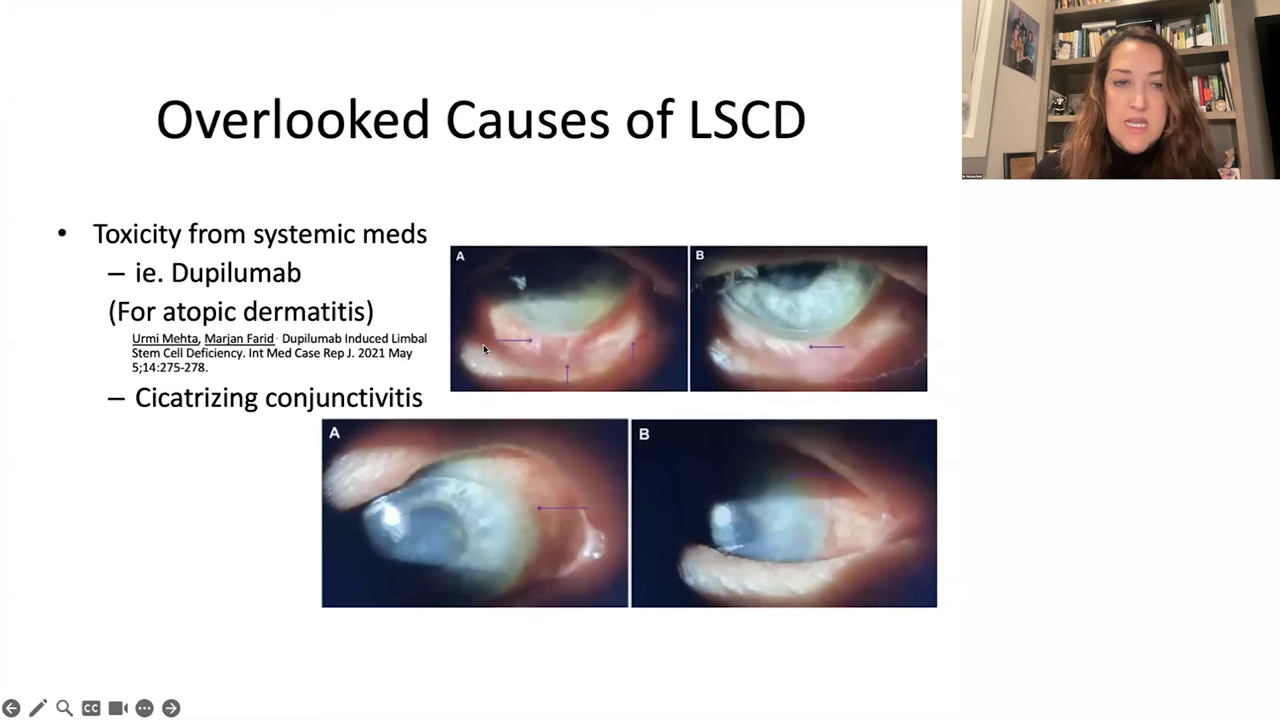 Overlooked Causes of LSCD
• Toxicity from systemic meds
– ie. Dupilumab
(For atopic dermatitis)
Urmi Mehta, Marjan Farid · Dupilumab Induced Limbal
Stem Cell Deficiency. Int Med Case Rep J. 2021 May
5;14:275-278.
– Cicatrizing conjunctivitis
A
B
A
B
CC